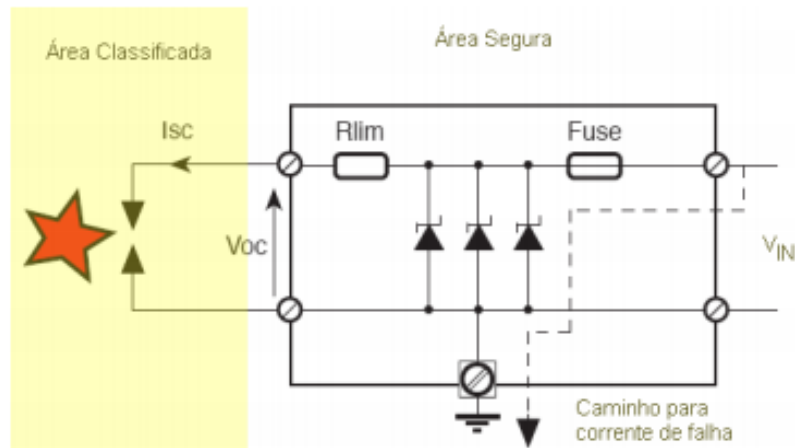 Área Classificada
Área Segura
Isc
Rlim
Fuse
Voc
VIN
Caminho para
corrente de falha